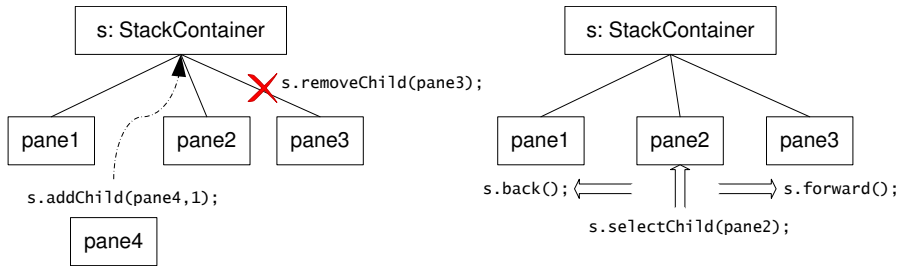 s: StackContainer
s.removeChild(pane3);
pane1
pane2
pane3
s.addChild(pane4,1);
pane4
s: StackContainer
pane1
pane2
pane3
s.back();
s.forward();
s.selectChild(pane2);